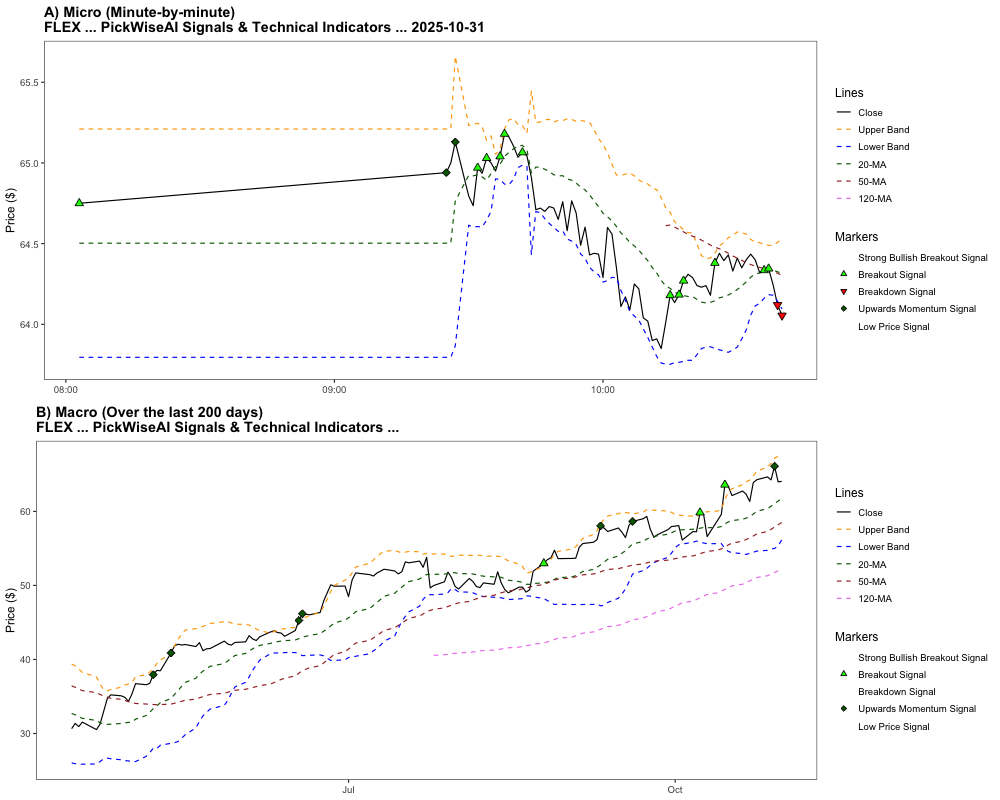 A) Micro (Minute-by-minute)
FLEX ... PickWiseAI Signals & Technical Indicators ... 2025-10-31
Price ($)
65.5
65.0
64.5
64.0
08:00
09:00
10:00
Lines
Close
Upper Band
Lower Band
20-MA
50-MA
120-MA
Markers
Strong Bullish Breakout Signal
Breakout Signal
Breakdown Signal
Upwards Momentum Signal
Low Price Signal
B) Macro (Over the last 200 days)
FLEX ... PickWiseAI Signals & Technical Indicators ...
Price ($)
60
50
40
30
Jul
Oct
Lines
Close
Upper Band
Lower Band
20-MA
50-MA
120-MA
Markers
Strong Bullish Breakout Signal
Breakout Signal
Breakdown Signal
Upwards Momentum Signal
Low Price Signal